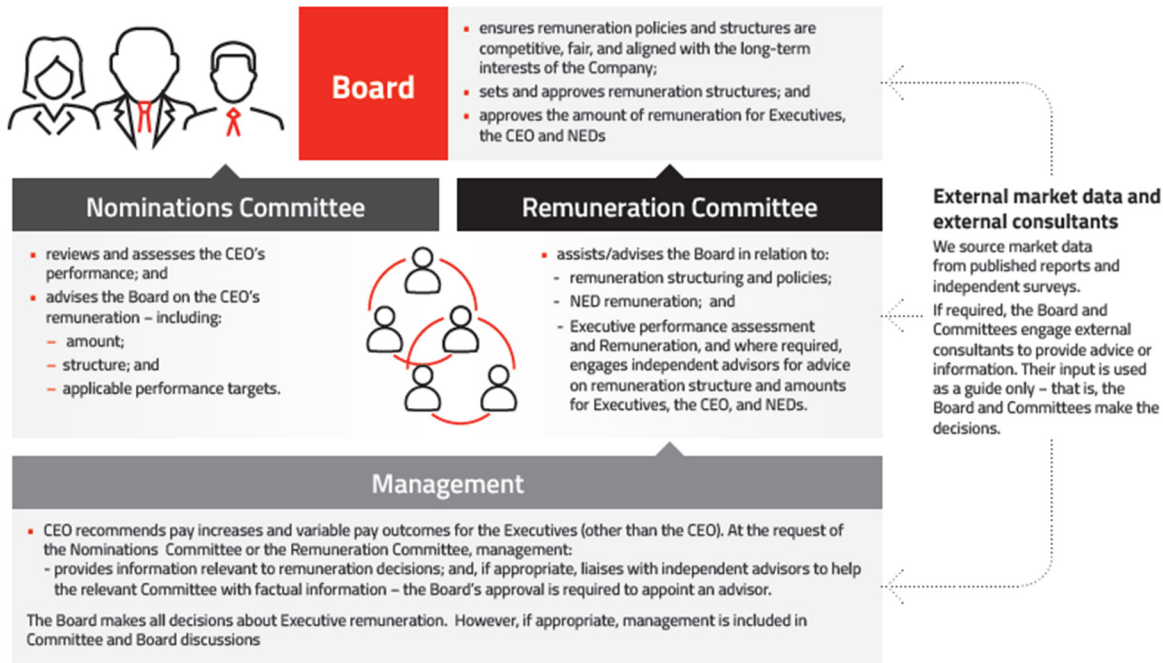 Board
▪ ensures remuneration policies and structures are
competitive, fair, and aligned with the long-term
interests of the Company;
▪ sets and approves remuneration structures; and
▪ approves the amount of remuneration for Executives,
the CEO and NEDs
Nominations Committee
▪ reviews and assesses the CEO's
performance; and
▪ advises the Board on the CEO's
remuneration – including:
– amount;
– structure; and
– applicable performance targets.
Remuneration Committee
▪ assists/advises the Board in relation to:
- remuneration structuring and policies;
- NED remuneration; and
- Executive performance assessment
and Remuneration, and where required,
engages independent advisors for advice
on remuneration structure and amounts
for Executives, the CEO, and NEDs.
External market data and
external consultants
We source market data
from published reports and
independent surveys.
If required, the Board and
Committees engage external
consultants to provide advice or
information. Their input is used
as a guide only – that is, the
Board and Committees make the
decisions.
Management
▪ CEO recommends pay increases and variable pay outcomes for the Executives (other than the CEO). At the request of
the Nominations Committee or the Remuneration Committee, management:
- provides information relevant to remuneration decisions; and, if appropriate, liaises with independent advisors to help
the relevant Committee with factual information – the Board's approval is required to appoint an advisor.
The Board makes all decisions about Executive remuneration. However, if appropriate, management is included in
Committee and Board discussions